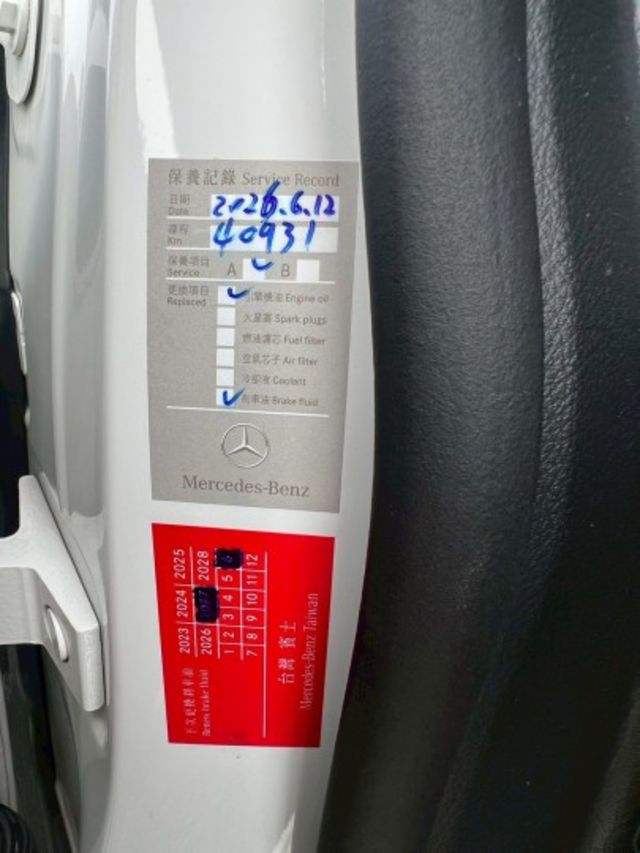 保養記錄 Service Record
日期 Date 2026.6.12
里程 Km 40931
保養項目 Service A ✓ B
更換項目 Replaced
✓ 引擎機油 Engine oil
火星塞 Spark plugs
燃油濾芯 Fuel filter
空氣芯子 Air filter
冷卻液 Coolant
✓ 煞車油 Brake fluid
Mercedes-Benz
下次更換煞車油
Renew brake fluid
2023 2024 2025
2026 2027 2028
1 2 3 4 5 6
7 8 9 10 11 12
台灣賓士
Mercedes-Benz Taiwan